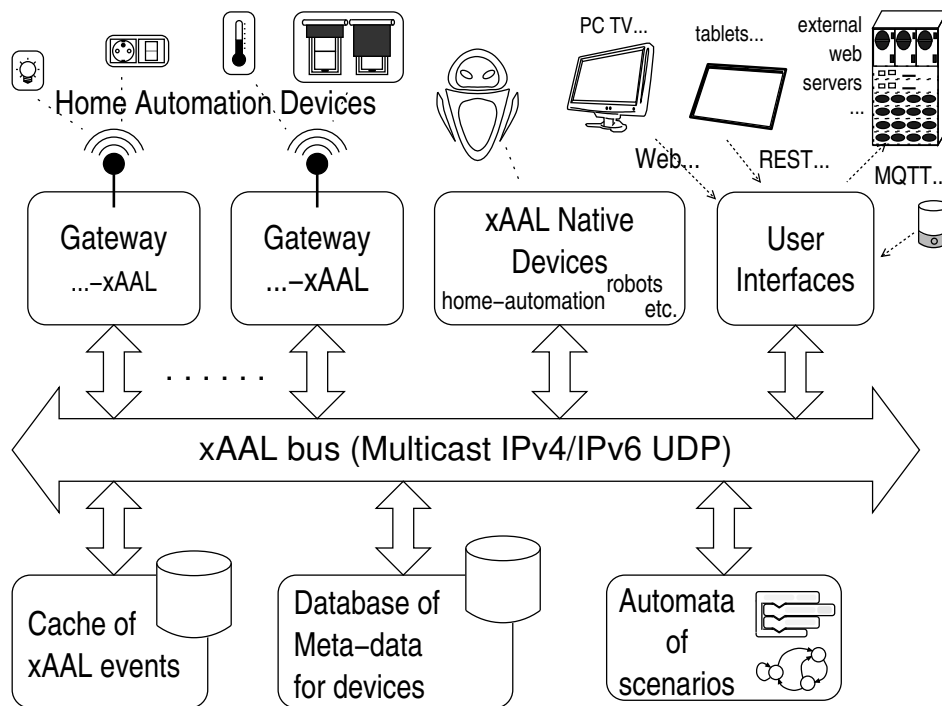 PC TV...
tablets...
external
web
servers
...
Home Automation Devices
Web...
REST...
MQTT...
Gateway
...−xAAL
Gateway
...−xAAL
xAAL Native
Devices
robots
home−automation
etc.
User
Interfaces
. . . . . .
xAAL bus (Multicast IPv4/IPv6 UDP)
Cache of
xAAL events
Database of
Meta−data
for devices
Automata
of
scenarios